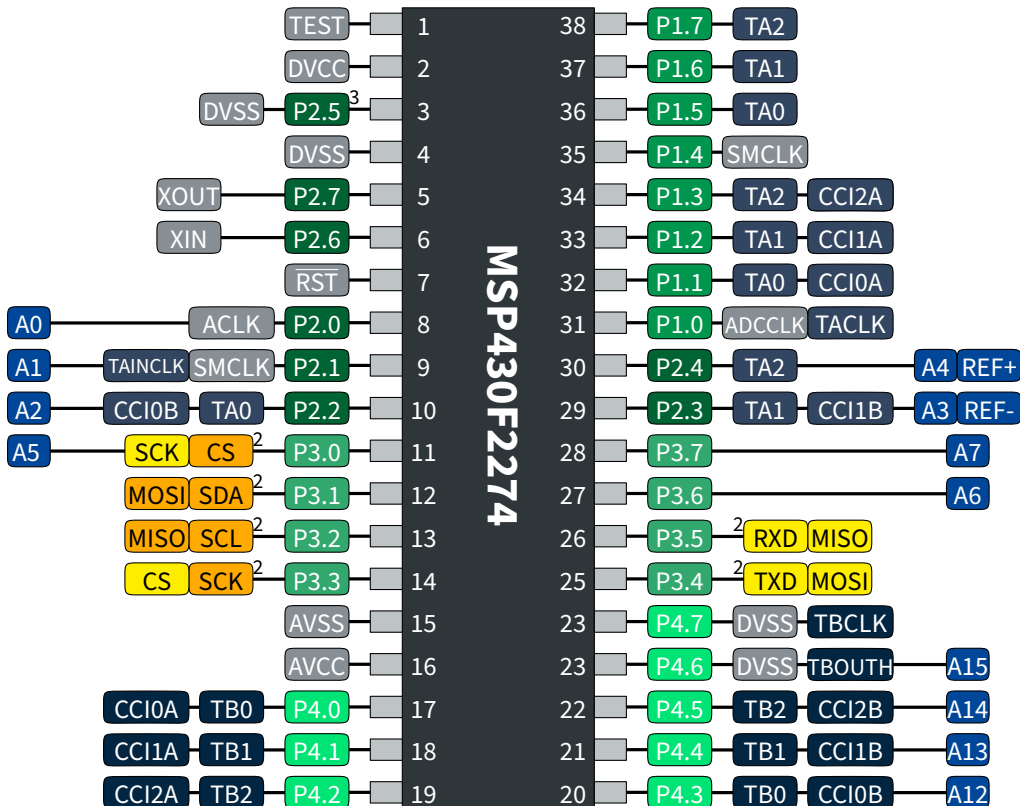 TEST 1 38 P1.7 TA2
DVCC 2 37 P1.6 TA1
DVSS P2.5 3 3 36 P1.5 TA0
DVSS 4 35 P1.4 SMCLK
XOUT P2.7 5 34 P1.3 TA2 CCI2A
XIN P2.6 6 33 P1.2 TA1 CCI1A
RST 7 32 P1.1 TA0 CCI0A
A0 ACLK P2.0 8 31 P1.0 ADCCLK TACLK
A1 TAINCLK SMCLK P2.1 9 30 P2.4 TA2 A4 REF+
A2 CCI0B TA0 P2.2 10 29 P2.3 TA1 CCI1B A3 REF-
A5 SCK CS 2 P3.0 11 28 P3.7 A7
MOSI SDA 2 P3.1 12 27 P3.6 A6
MISO SCL 2 P3.2 13 26 P3.5 2 RXD MISO
CS SCK 2 P3.3 14 25 P3.4 2 TXD MOSI
AVSS 15 23 P4.7 DVSS TBCLK
AVCC 16 23 P4.6 DVSS TBOUTH A15
CCI0A TB0 P4.0 17 22 P4.5 TB2 CCI2B A14
CCI1A TB1 P4.1 18 21 P4.4 TB1 CCI1B A13
CCI2A TB2 P4.2 19 20 P4.3 TB0 CCI0B A12
MSP430F2274